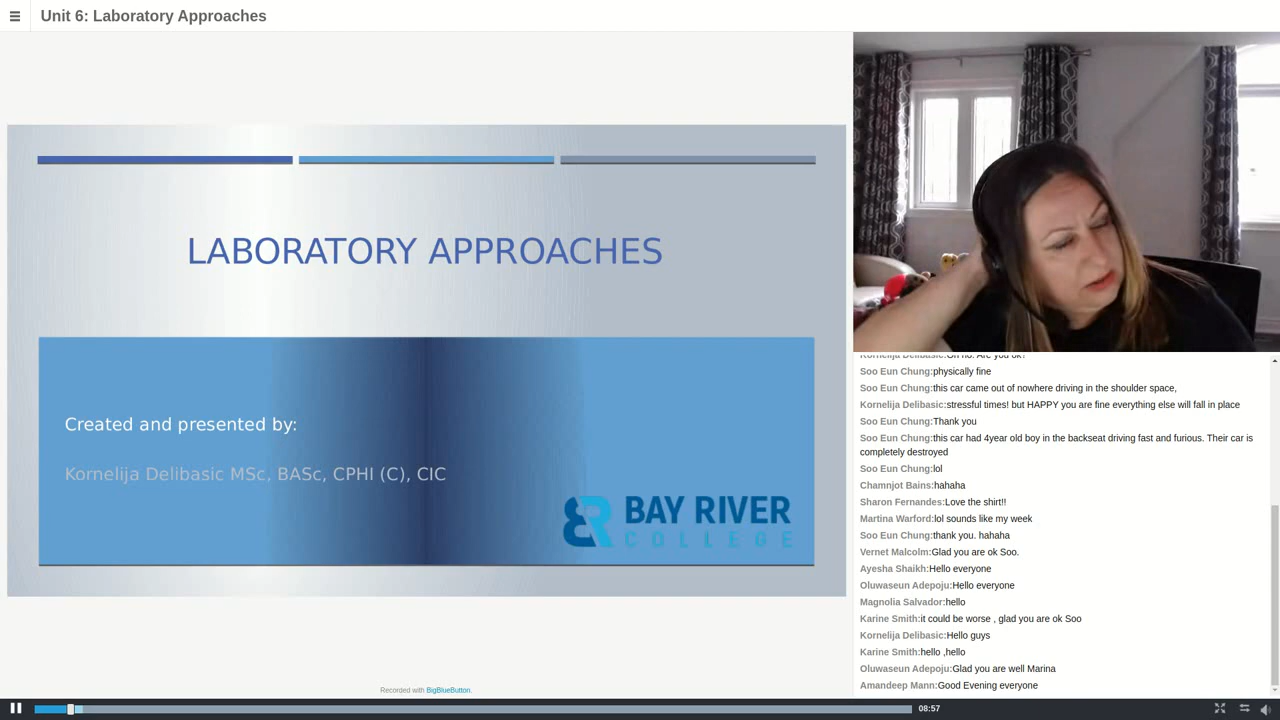 Unit 6: Laboratory Approaches
LABORATORY APPROACHES
Created and presented by:
Kornelija Delibasic MSc, BASc, CPHI (C), CIC
BAY RIVER
COLLEGE
Recorded with BigBlueButton.
Kornelija Delibasic:Oh no. Are you ok?
Soo Eun Chung:physically fine
Soo Eun Chung:this car came out of nowhere driving in the shoulder space,
Kornelija Delibasic:stressful times! but HAPPY you are fine everything else will fall in place
Soo Eun Chung:Thank you
Soo Eun Chung:this car had 4year old boy in the backseat driving fast and furious. Their car is
completely destroyed
Soo Eun Chung:lol
Chamnjot Bains:hahaha
Sharon Fernandes:Love the shirt!!
Martina Warford:lol sounds like my week
Soo Eun Chung:thank you. hahaha
Vernet Malcolm:Glad you are ok Soo.
Ayesha Shaikh:Hello everyone
Oluwaseun Adepoju:Hello everyone
Magnolia Salvador:hello
Karine Smith:it could be worse , glad you are ok Soo
Kornelija Delibasic:Hello guys
Karine Smith:hello ,hello
Oluwaseun Adepoju:Glad you are well Marina
Amandeep Mann:Good Evening everyone
08:57